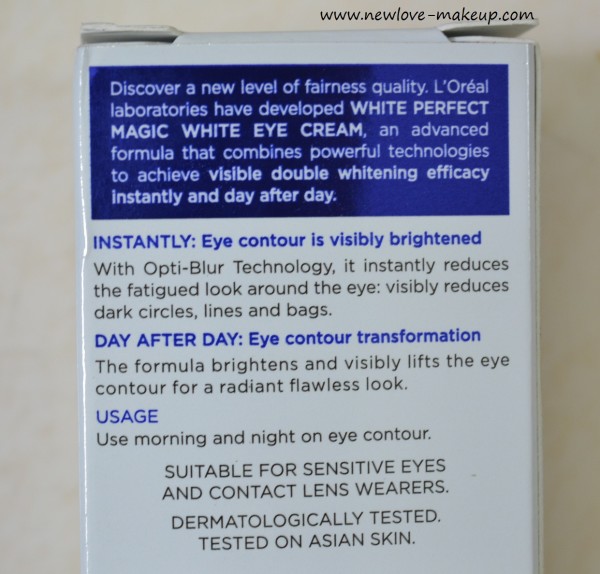 www.newlove-makeup.com
Discover a new level of fairness quality. L'Oréal
laboratories have developed WHITE PERFECT
MAGIC WHITE EYE CREAM, an advanced
formula that combines powerful technologies
to achieve visible double whitening efficacy
instantly and day after day.
INSTANTLY: Eye contour is visibly brightened
With Opti-Blur Technology, it instantly reduces
the fatigued look around the eye: visibly reduces
dark circles, lines and bags.
DAY AFTER DAY: Eye contour transformation
The formula brightens and visibly lifts the eye
contour for a radiant flawless look.
USAGE
Use morning and night on eye contour.
SUITABLE FOR SENSITIVE EYES
AND CONTACT LENS WEARERS.
DERMATOLOGICALLY TESTED.
TESTED ON ASIAN SKIN.